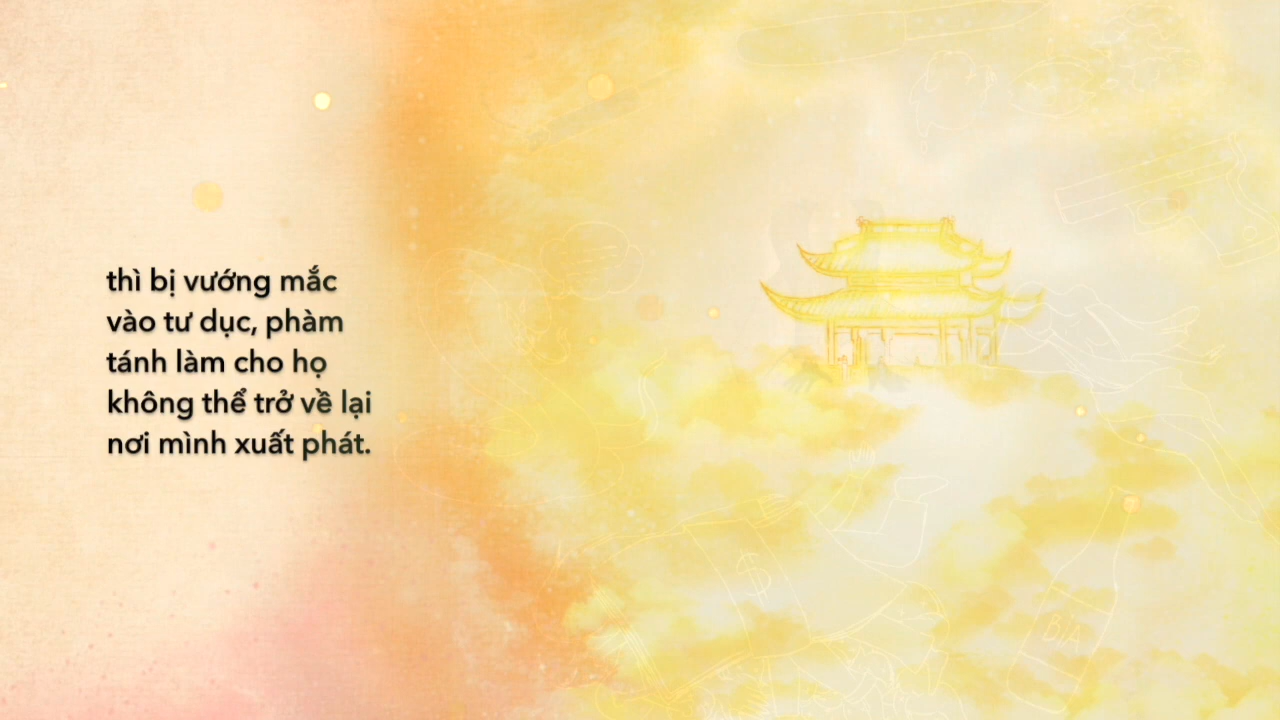 thì bị vướng mắc
vào tư dục, phàm
tánh làm cho họ
không thể trở về lại
nơi mình xuất phát.
$
BIA